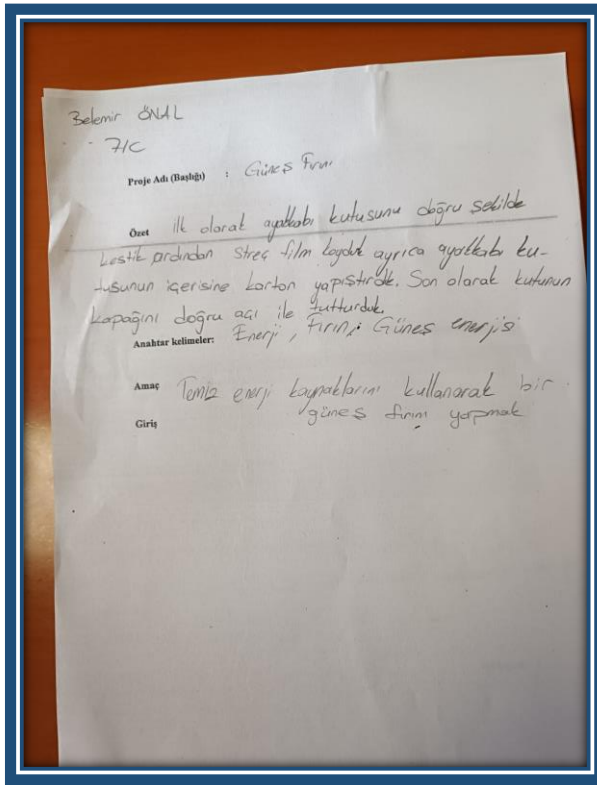 Belemir ÖNAL
7/C
Proje Adı (Başlığı) : Güneş Fırını
Özet ilk olarak ayakkabı kutusunu doğru şekilde
kestik ardından streç film koyduk ayrıca ayakkabı ku-
tusunun içerisine karton yapıştırdık. Son olarak kutunun
kapağını doğru açı ile tutturduk.
Anahtar kelimeler: Enerji, Fırın, Güneş enerjisi
Amaç Temiz enerji kaynaklarını kullanarak bir
güneş fırını yapmak
Giriş